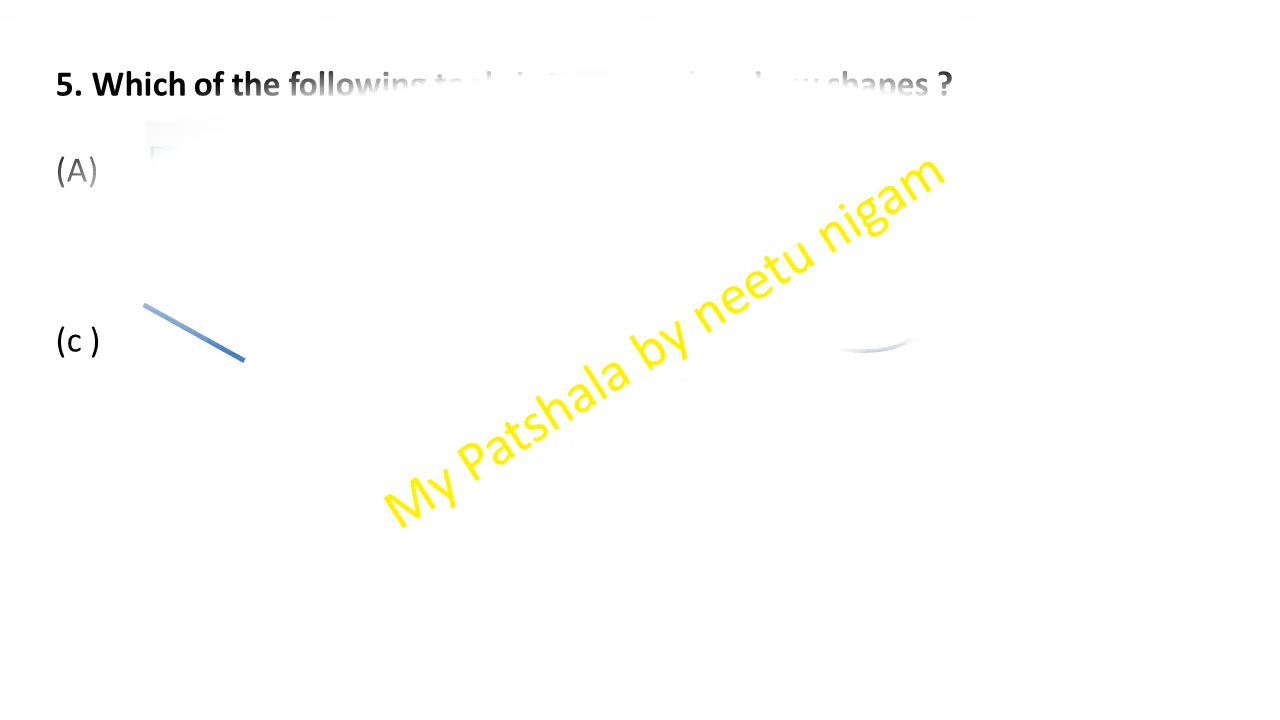 5. Which of the following shapes ?
(A)
(c )
My Patshala by neetu nigam